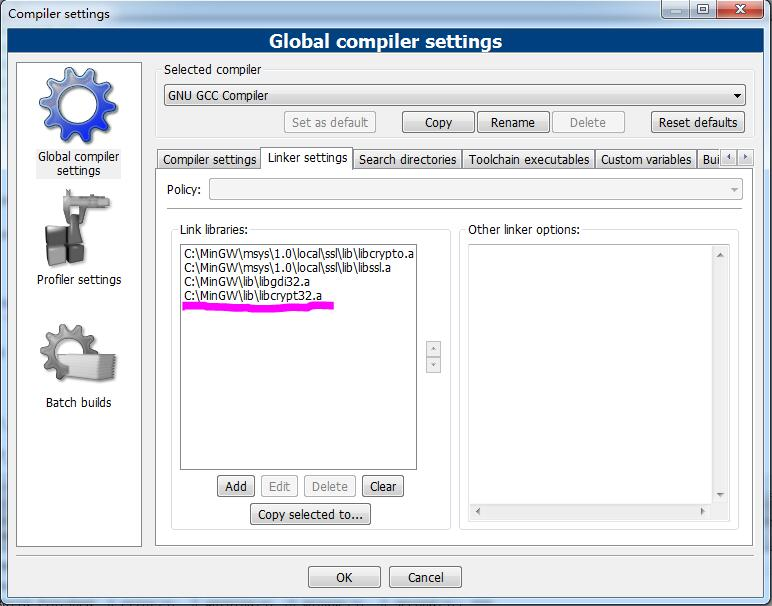 Compiler settings
Global compiler settings
Global compiler
settings
Profiler settings
Batch builds
Selected compiler
GNU GCC Compiler
Set as default
Copy
Rename
Delete
Reset defaults
Compiler settings
Linker settings
Search directories
Toolchain executables
Custom variables
Bui
Policy:
Link libraries:
C:\MinGW\msys\1.0\local\ssl\lib\libcrypto.a
C:\MinGW\msys\1.0\local\ssl\lib\libssl.a
C:\MinGW\lib\libgdi32.a
C:\MinGW\lib\libcrypt32.a
Add
Edit
Delete
Clear
Copy selected to...
Other linker options:
OK
Cancel